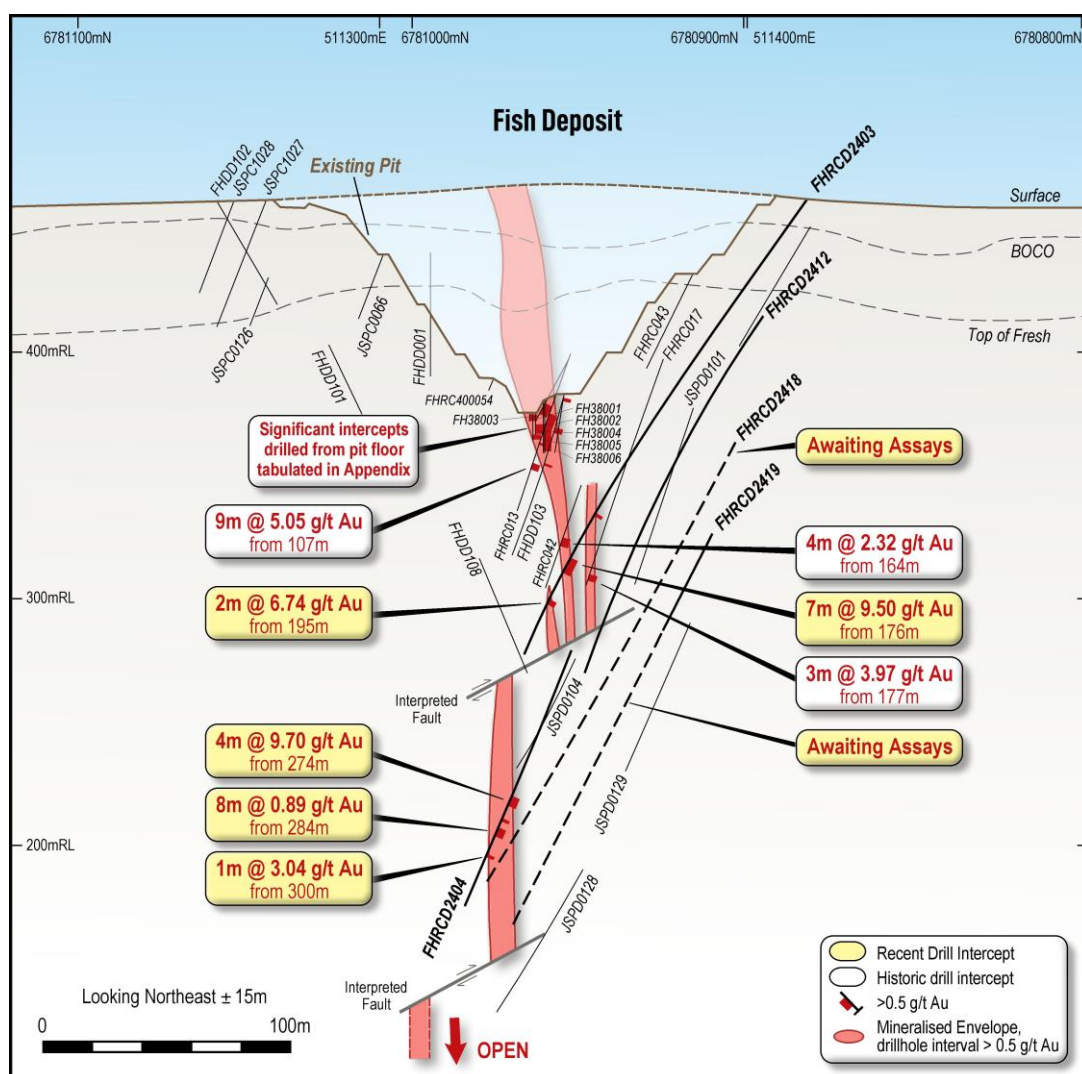 6781100mN
511300mE
6781000mN
6780900mN
511400mE
6780800mN
Fish Deposit
FHDD102
JSPC1028
JSPC1027
Existing Pit
FHRCD2403
Surface
BOCO
FHRCD2412
Top of Fresh
JSPC0126
JSPC0066
FHDD001
FHRC043
FHRC017
JSPD0101
400mRL
FHDD101
FHRC400054
FH38003
FH38001
FH38002
FH38004
FH38005
FH38006
FHRCD2418
FHRCD2419
Significant intercepts
drilled from pit floor
tabulated in Appendix
Awaiting Assays
9m @ 5.05 g/t Au
from 107m
FHRC013
FHDD103
FHRC042
FHDD108
4m @ 2.32 g/t Au
from 164m
2m @ 6.74 g/t Au
from 195m
300mRL
7m @ 9.50 g/t Au
from 176m
3m @ 3.97 g/t Au
from 177m
Interpreted
Fault
JSPD0104
Awaiting Assays
4m @ 9.70 g/t Au
from 274m
8m @ 0.89 g/t Au
from 284m
JSPD0129
200mRL
1m @ 3.04 g/t Au
from 300m
FHRCD2404
JSPD0128
Interpreted
Fault
Looking Northeast ± 15m
0
100m
OPEN
Recent Drill Intercept
Historic drill intercept
>0.5 g/t Au
Mineralised Envelope,
drillhole interval > 0.5 g/t Au